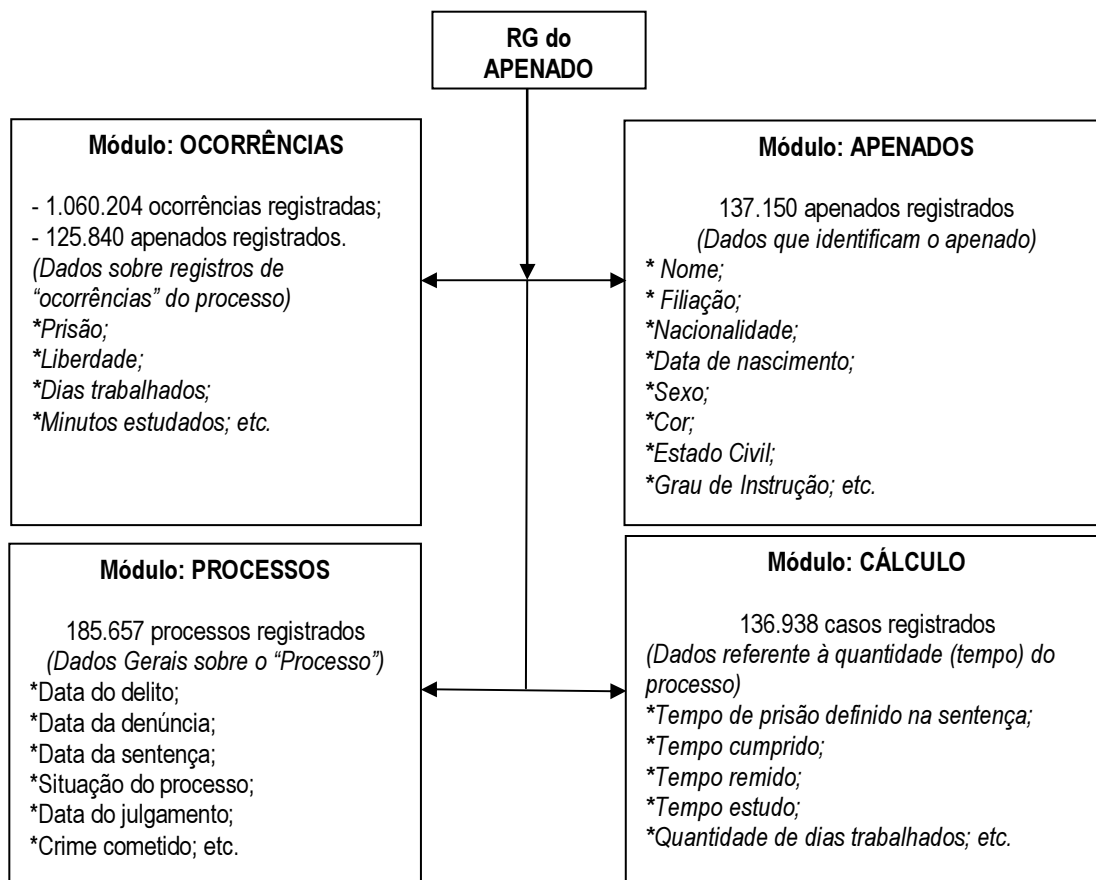 RG do
APENADO
Módulo: OCORRÊNCIAS
- 1.060.204 ocorrências registradas;
- 125.840 apenados registrados.
(Dados sobre registros de
“ocorrências” do processo)
*Prisão;
*Liberdade;
*Dias trabalhados;
*Minutos estudados; etc.
Módulo: APENADOS
137.150 apenados registrados
(Dados que identificam o apenado)
* Nome;
* Filiação;
*Nacionalidade;
*Data de nascimento;
*Sexo;
*Cor;
*Estado Civil;
*Grau de Instrução; etc.
Módulo: PROCESSOS
185.657 processos registrados
(Dados Gerais sobre o “Processo”)
*Data do delito;
*Data da denúncia;
*Data da sentença;
*Situação do processo;
*Data do julgamento;
*Crime cometido; etc.
Módulo: CÁLCULO
136.938 casos registrados
(Dados referente à quantidade (tempo) do
processo)
*Tempo de prisão definido na sentença;
*Tempo cumprido;
*Tempo remido;
*Tempo estudo;
*Quantidade de dias trabalhados; etc.